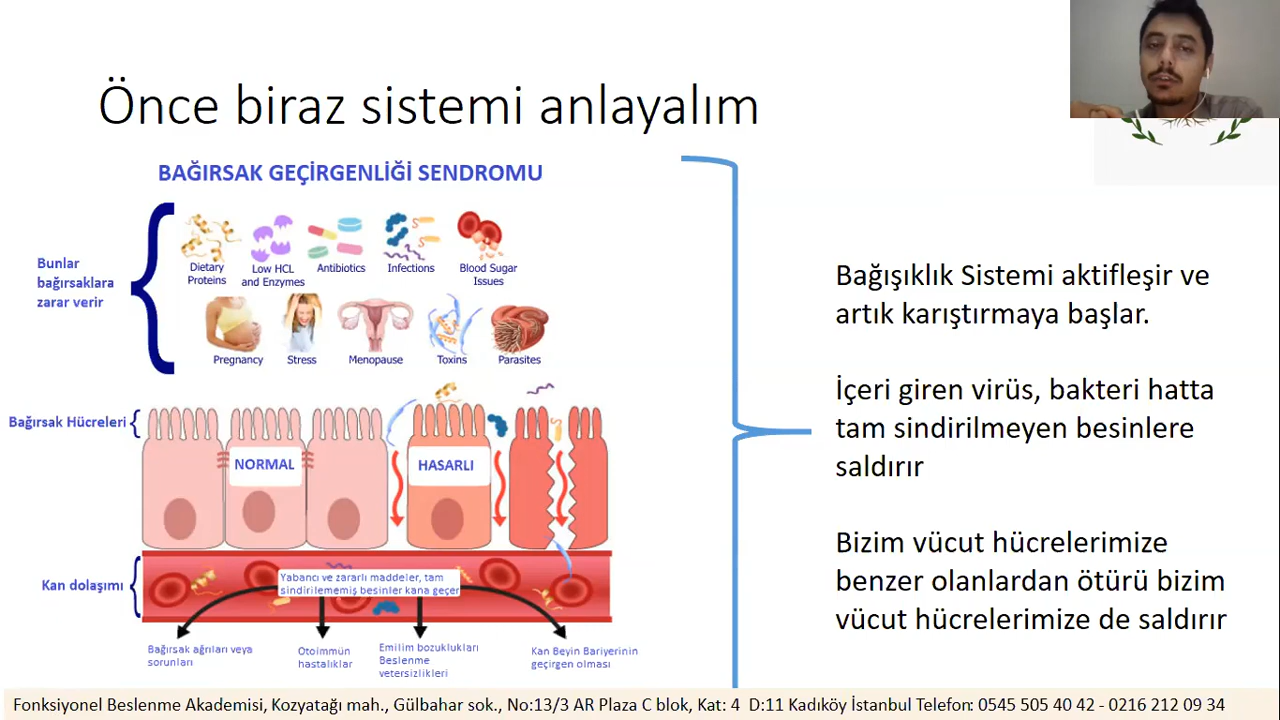 Önce biraz sistemi anlayalım
BAĞIRSAK GEÇİRGENLİĞİ SENDROMU
Bunlar
bağırsaklara
zarar verir
Dietary
Proteins
Low HCL
and Enzymes
Antibiotics
Infections
Blood Sugar
Issues
Pregnancy
Stress
Menopause
Toxins
Parasites
Bağırsak Hücreleri
NORMAL
HASARLI
Kan dolaşımı
Yabancı ve zararlı maddeler, tam
sindirilememiş besinler kana geçer
Bağırsak ağrıları veya
sorunları
Otoimmün
hastalıklar
Emilim bozuklukları
Beslenme
yetersizlikleri
Kan Beyin Bariyerinin
geçirgen olması
Bağışıklık Sistemi aktifleşir ve
artık karıştırmaya başlar.
İçeri giren virüs, bakteri hatta
tam sindirilmeyen besinlere
saldırır
Bizim vücut hücrelerimize
benzer olanlardan ötürü bizim
vücut hücrelerimize de saldırır
Fonksiyonel Beslenme Akademisi, Kozyatağı mah., Gülbahar sok., No:13/3 AR Plaza C blok, Kat: 4 D:11 Kadıköy İstanbul Telefon: 0545 505 40 42 - 0216 212 09 34